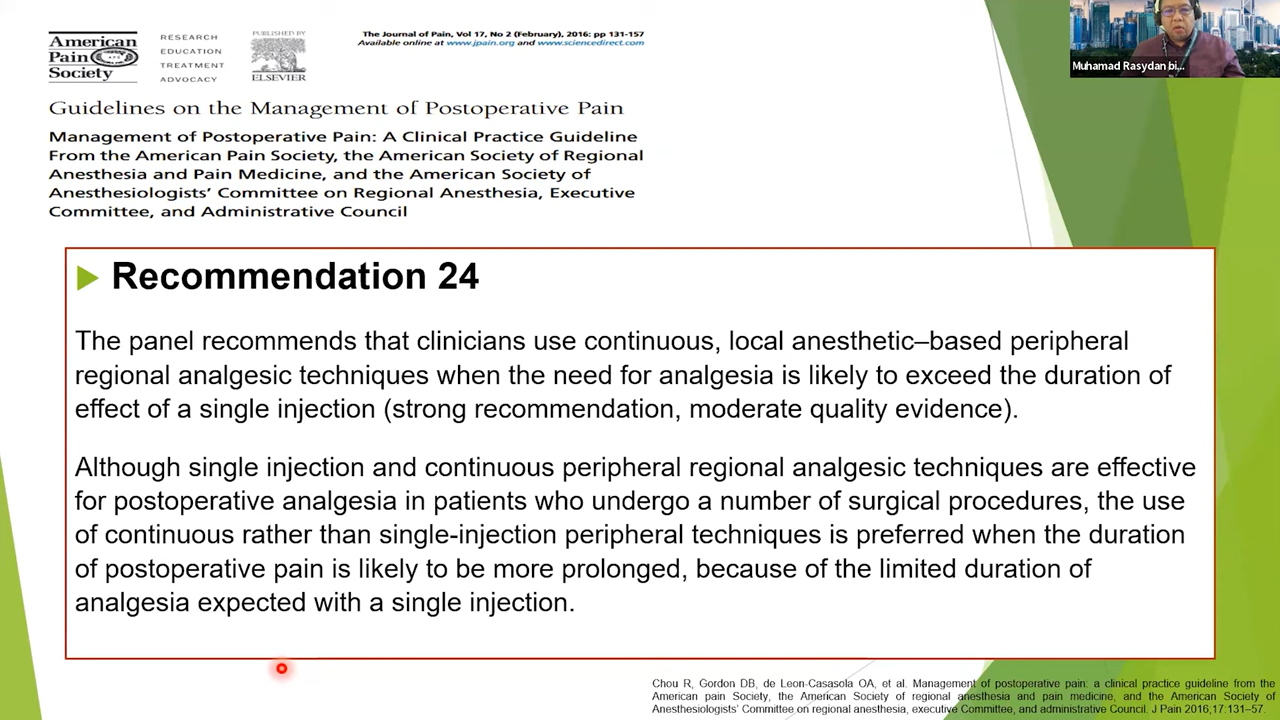 American
Pain
Society
RESEARCH
EDUCATION
TREATMENT
ADVOCACY
PUBLISHED BY
ELSEVIER
The Journal of Pain, Vol 17, No 2 (February), 2016: pp 131-157
Available online at www.jpain.org and www.sciencedirect.com
Guidelines on the Management of Postoperative Pain
Management of Postoperative Pain: A Clinical Practice Guideline
From the American Pain Society, the American Society of Regional
Anesthesia and Pain Medicine, and the American Society of
Anesthesiologists' Committee on Regional Anesthesia, Executive
Committee, and Administrative Council
Muhamad Rasydan bi...
Recommendation 24
The panel recommends that clinicians use continuous, local anesthetic–based peripheral
regional analgesic techniques when the need for analgesia is likely to exceed the duration of
effect of a single injection (strong recommendation, moderate quality evidence).
Although single injection and continuous peripheral regional analgesic techniques are effective
for postoperative analgesia in patients who undergo a number of surgical procedures, the use
of continuous rather than single-injection peripheral techniques is preferred when the duration
of postoperative pain is likely to be more prolonged, because of the limited duration of
analgesia expected with a single injection.
Chou R, Gordon DB, de Leon-Casasola OA, et al. Management of postoperative pain: a clinical practice guideline from the
American pain Society, the American Society of regional anesthesia and pain medicine, and the American Society of
Anesthesiologists' Committee on regional anesthesia, executive Committee, and administrative Council. J Pain 2016;17:131–57.